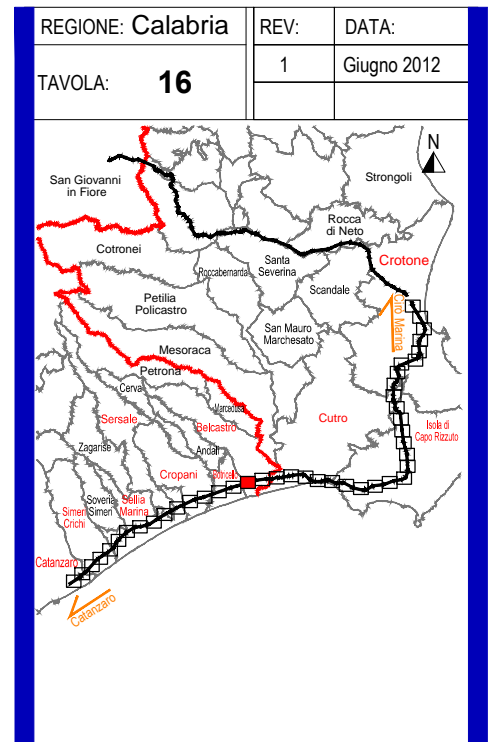 REGIONE: Calabria
REV:
DATA:
TAVOLA: 16
1
Giugno 2012
N
San Giovanni
in Fiore
Strongoli
Rocca
di Neto
Cotronei
Santa
Severina
Roccabernarda
Crotone
Scandale
Petilia
Policastro
Cirò Marina
San Mauro
Marchesato
Mesoraca
Petrona
Cerva
Marcedusa
Sersale
Belcastro
Cutro
Isola di
Capo Rizzuto
Andali
Zagarise
Cropani
Botricello
Soveria
Simeri
Sellia
Marina
Simeri
Crichi
Catanzaro
Catanzaro